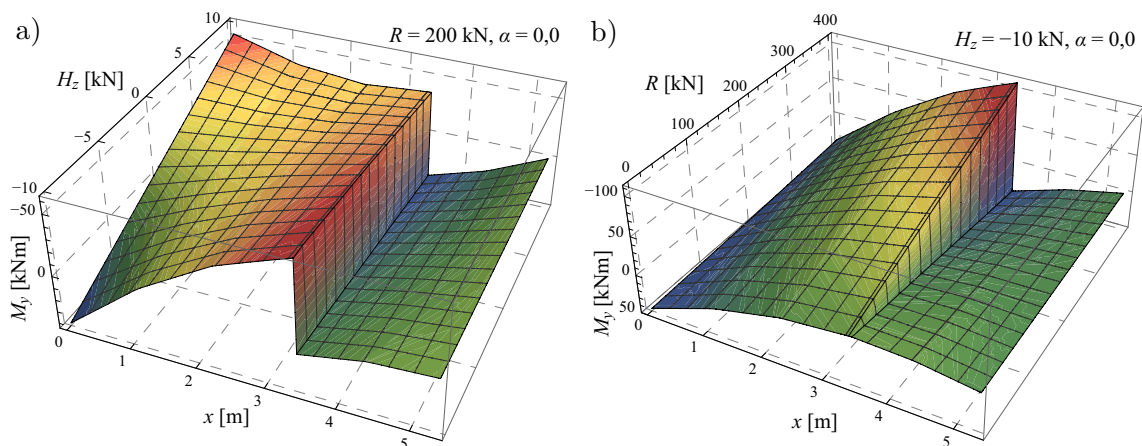 a)
R = 200 kN, α = 0,0
10
5
0
−5
−10
H_z [kN]
−50
0
M_y [kNm]
0
1
2
3
4
5
x [m]
b)
H_z = −10 kN, α = 0,0
400
300
200
100
0
R [kN]
−100
−50
0
50
M_y [kNm]
0
1
2
3
4
5
x [m]